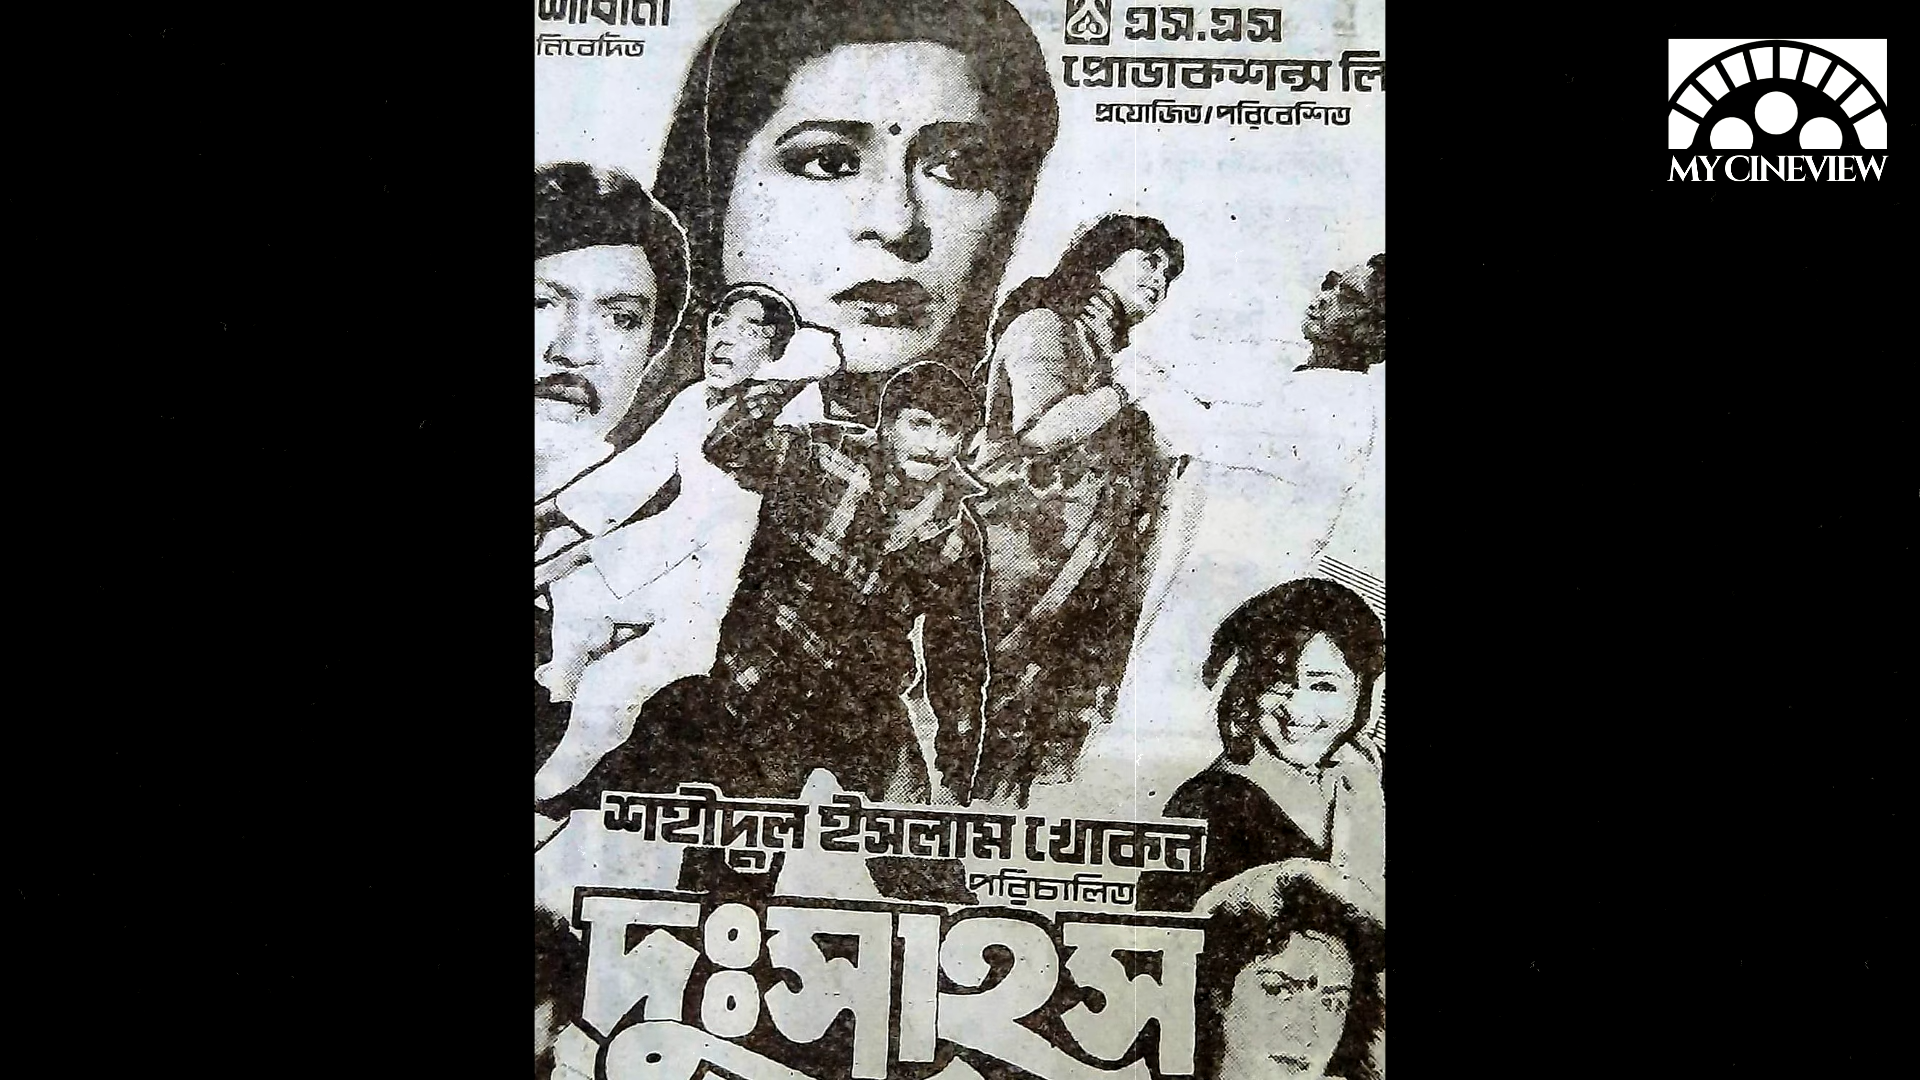 শাবানা
নিবেদিত
এস.এস
প্রোডাকশন্স লি
প্রযোজিত/পরিবেশিত
MY CINEVIEW
শহীদুল ইসলাম খোকন
পরিচালিত
দুঃসাহস